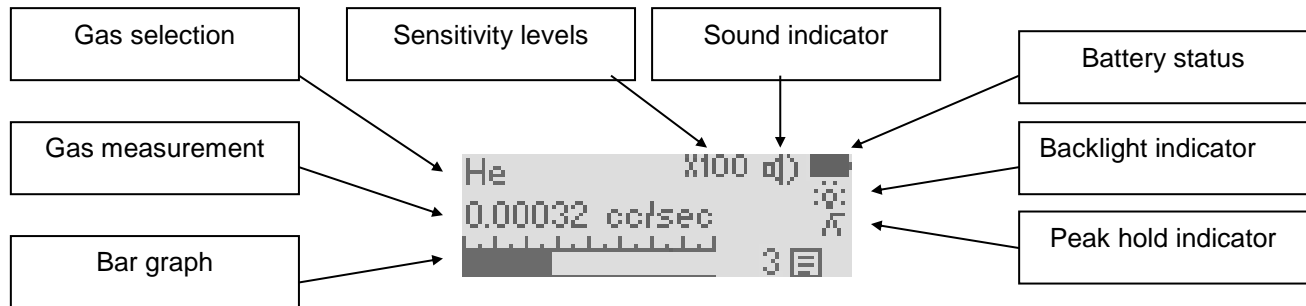 Gas selection
Sensitivity levels
Sound indicator
Battery status
Gas measurement
Backlight indicator
Bar graph
Peak hold indicator
He
X100
0.00032 cc/sec
3